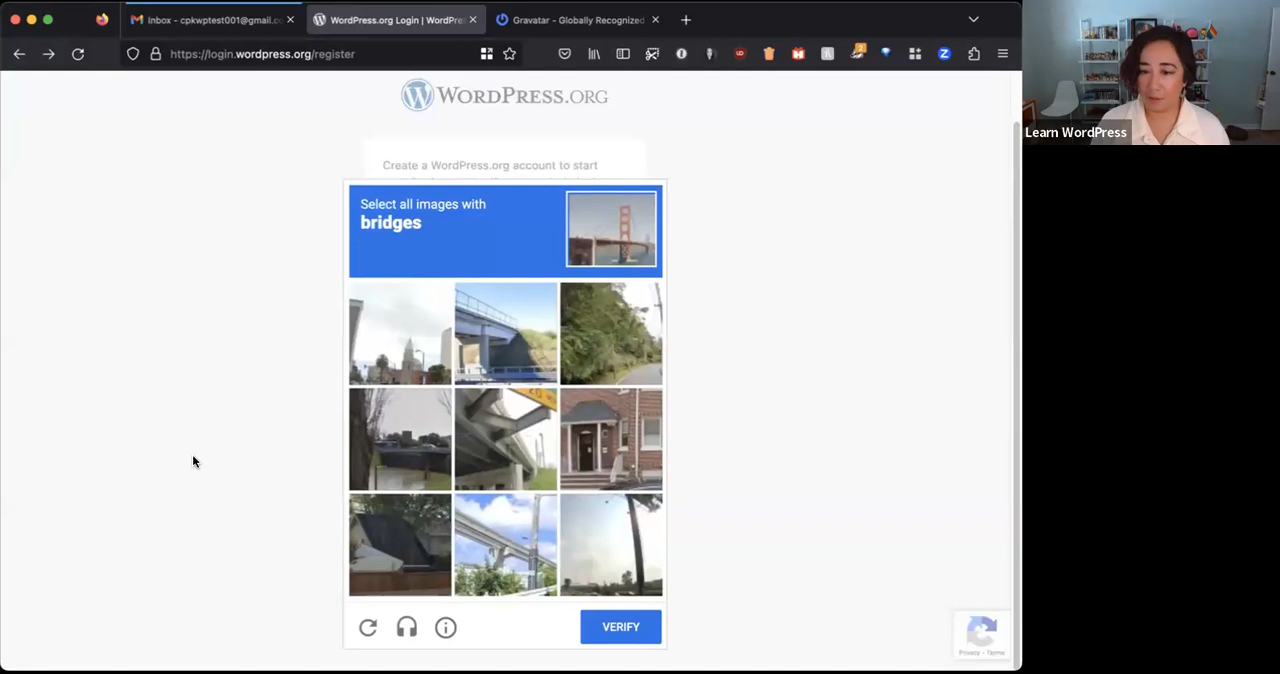 Inbox - cpkwptest001@gmail.co
WordPress.org Login | WordPres
Gravatar - Globally Recognized
https://login.wordpress.org/register
WORDPRESS.ORG
Learn WordPress
Create a WordPress.org account to start
Select all images with
bridges
VERIFY
Privacy - Terms